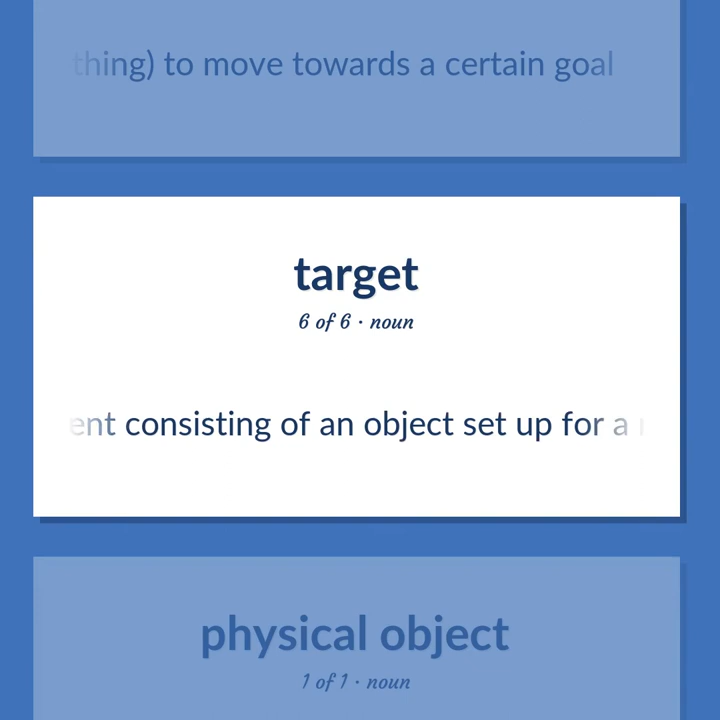 thing) to move towards a certain goal
target
6 of 6 · noun
ent consisting of an object set up for a
physical object
1 of 1 · noun